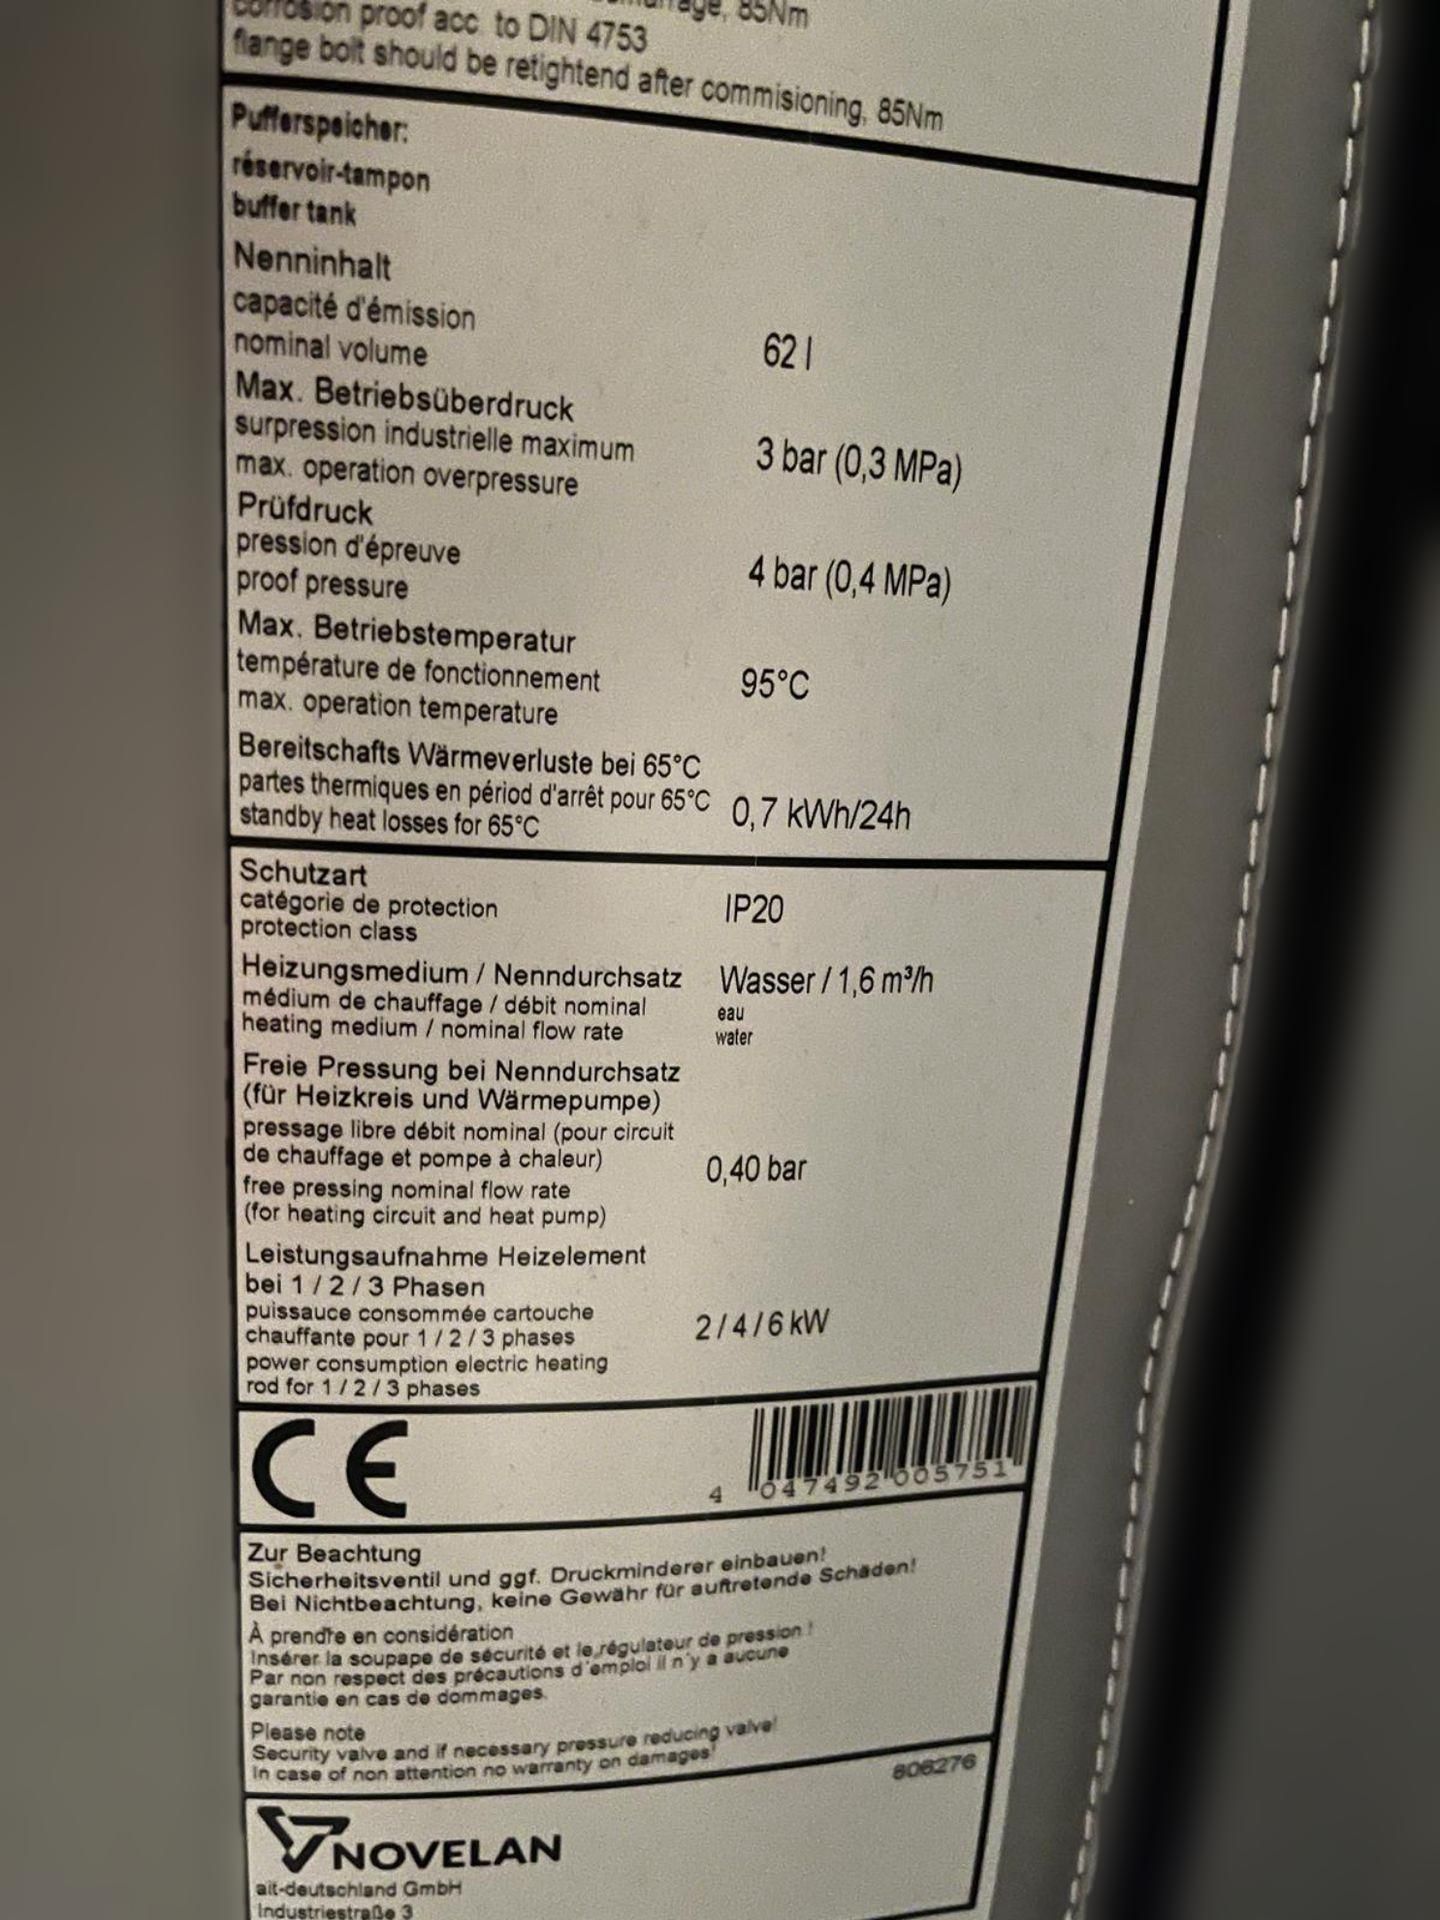 85Nm
corrosion proof acc. to DIN 4753
flange bolt should be retightend after commisioning, 85Nm
Pufferspeicher:
réservoir-tampon
buffer tank
Nenninhalt
capacité d'émission
nominal volume
62 l
Max. Betriebsüberdruck
surpression industrielle maximum
max. operation overpressure
3 bar (0,3 MPa)
Prüfdruck
pression d'épreuve
proof pressure
4 bar (0,4 MPa)
Max. Betriebstemperatur
température de fonctionnement
max. operation temperature
95°C
Bereitschafts Wärmeverluste bei 65°C
partes thermiques en périod d'arrêt pour 65°C
standby heat losses for 65°C
0,7 kWh/24h
Schutzart
catégorie de protection
protection class
IP20
Heizungsmedium / Nenndurchsatz
médium de chauffage / débit nominal
heating medium / nominal flow rate
Wasser / 1,6 m³/h
eau
water
Freie Pressung bei Nenndurchsatz
(für Heizkreis und Wärmepumpe)
pressage libre débit nominal (pour circuit
de chauffage et pompe à chaleur)
free pressing nominal flow rate
(for heating circuit and heat pump)
0,40 bar
Leistungsaufnahme Heizelement
bei 1 / 2 / 3 Phasen
puissauce consommée cartouche
chauffante pour 1 / 2 / 3 phases
power consumption electric heating
rod for 1 / 2 / 3 phases
2 / 4 / 6 kW
CE
4 047492 005751
Zur Beachtung
Sicherheitsventil und ggf. Druckminderer einbauen!
Bei Nichtbeachtung, keine Gewähr für auftretende Schäden!
À prendre en considération
Insérer la soupape de sécurité et le régulateur de pression !
Par non respect des précautions d'emploi il n'y a aucune
garantie en cas de dommages.
Please note
Security valve and if necessary pressure reducing valve!
In case of non attention no warranty on damages!
806276
NOVELAN
ait-deutschland GmbH
Industriestraße 3